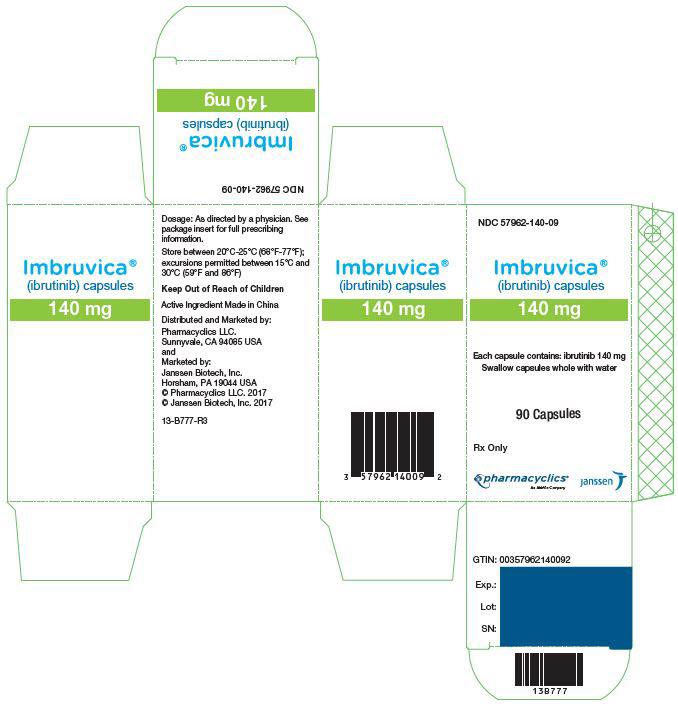 140 mg
(ibrutinib) capsules
Imbruvica®
NDC 57962-140-09
Imbruvica®
(ibrutinib) capsules
140 mg
Dosage: As directed by a physician. See
package insert for full prescribing
information.
Store between 20°C-25°C (68°F-77°F);
excursions permitted between 15°C and
30°C (59°F and 86°F)
Keep Out of Reach of Children
Active Ingredient Made in China
Distributed and Marketed by:
Pharmacyclics LLC.
Sunnyvale, CA 94085 USA
and
Marketed by:
Janssen Biotech, Inc.
Horsham, PA 19044 USA
© Pharmacyclics LLC. 2017
© Janssen Biotech, Inc. 2017
13-B777-R3
Imbruvica®
(ibrutinib) capsules
140 mg
3 57962 14009 2
NDC 57962-140-09
Imbruvica®
(ibrutinib) capsules
140 mg
Each capsule contains: ibrutinib 140 mg
Swallow capsules whole with water
90 Capsules
Rx Only
pharmacyclics®
An AbbVie Company
janssen
GTIN: 00357962140092
Exp.:
Lot:
SN:
13B777